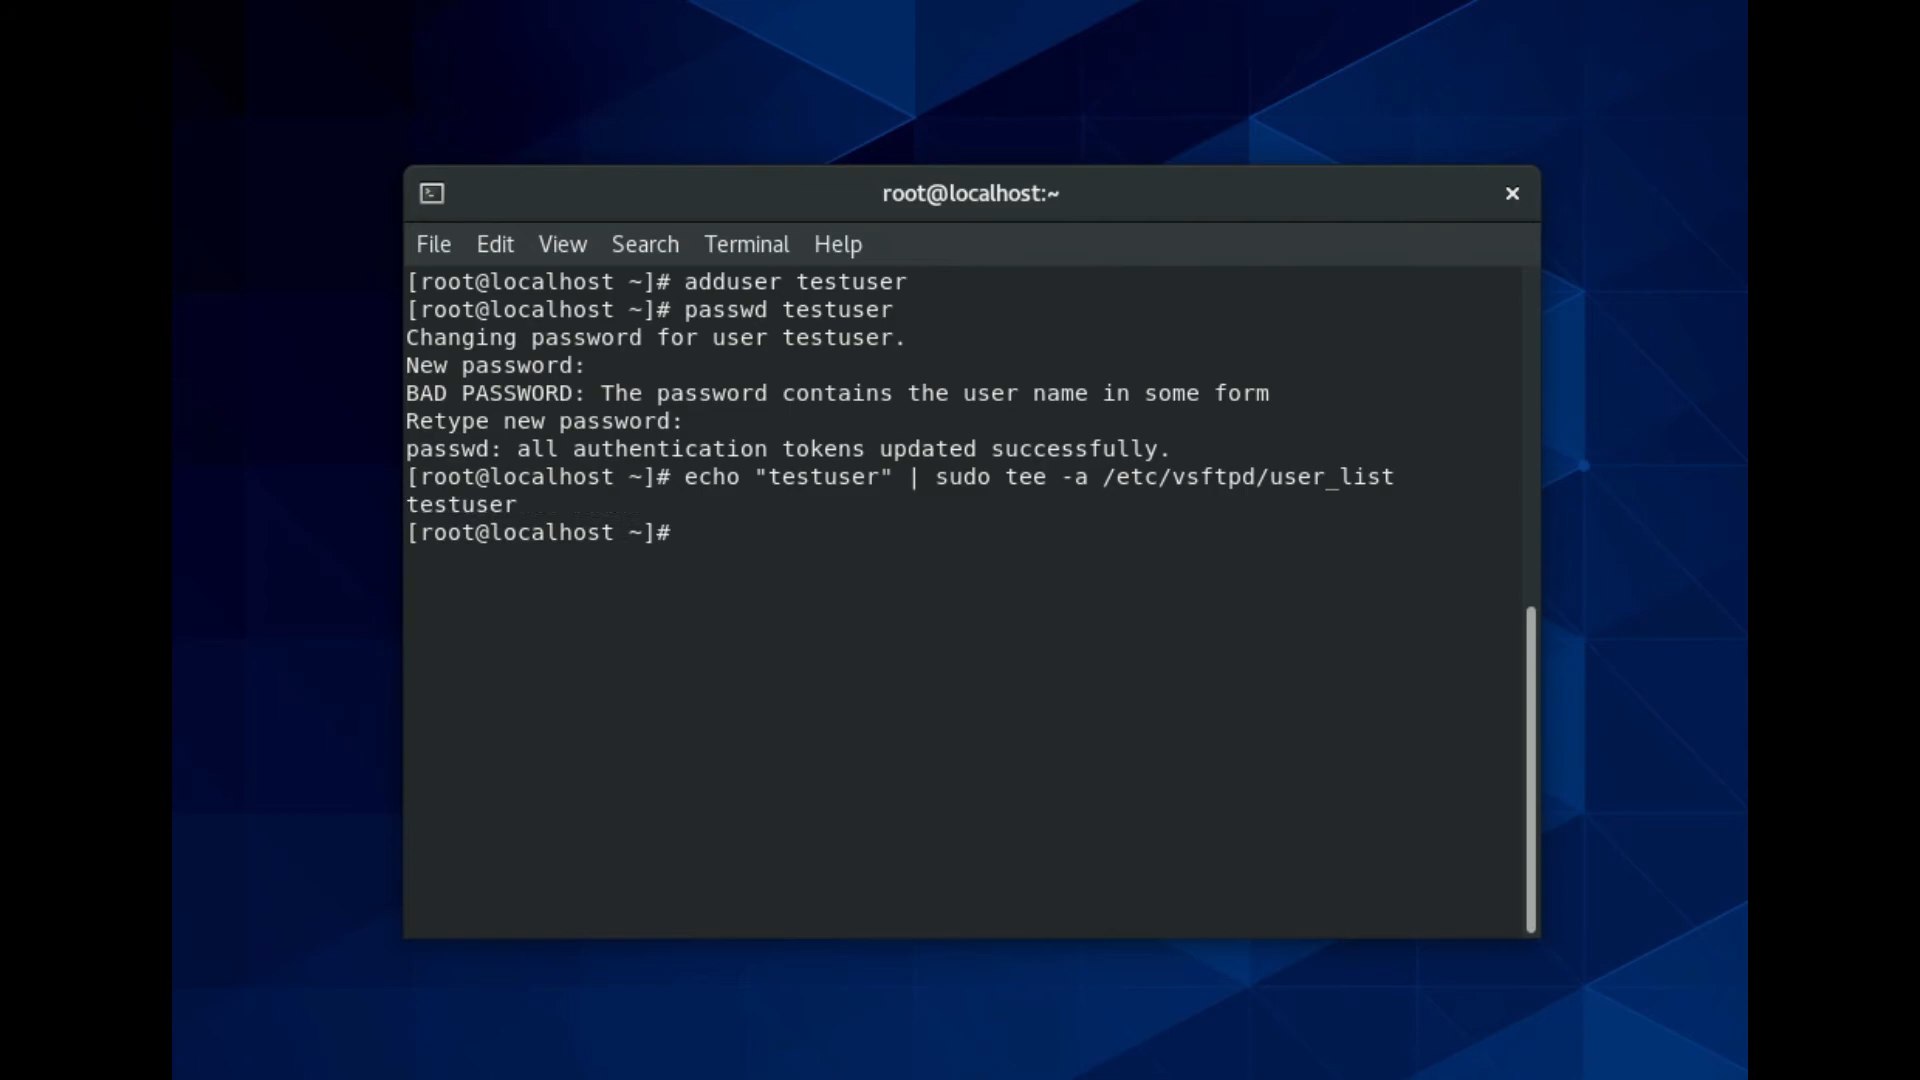 root@localhost:~
File Edit View Search Terminal Help
[root@localhost ~]# adduser testuser
[root@localhost ~]# passwd testuser
Changing password for user testuser.
New password:
BAD PASSWORD: The password contains the user name in some form
Retype new password:
passwd: all authentication tokens updated successfully.
[root@localhost ~]# echo "testuser" | sudo tee -a /etc/vsftpd/user_list
testuser
[root@localhost ~]#